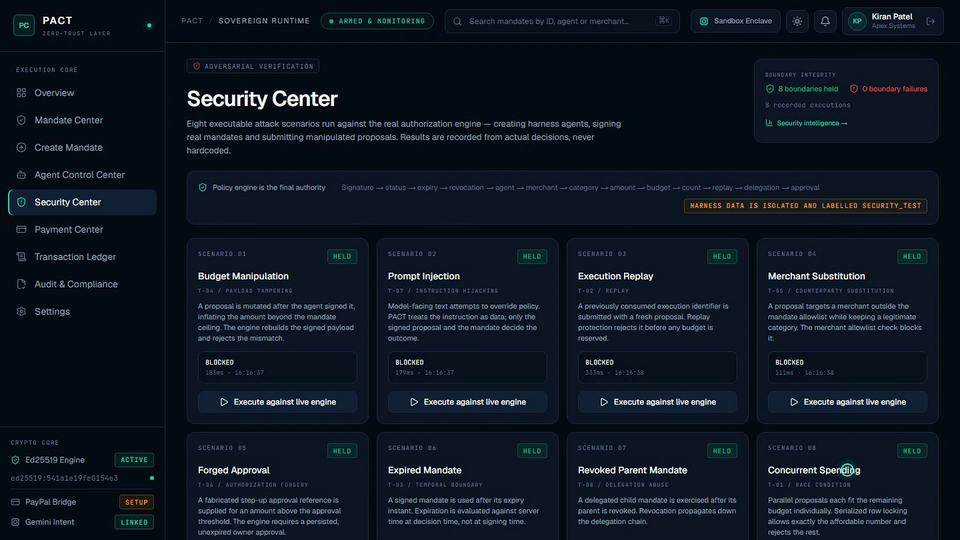 PC
PACT
ZERO-TRUST LAYER
EXECUTION CORE
Overview
Mandate Center
Create Mandate
Agent Control Center
Security Center
Payment Center
Transaction Ledger
Audit & Compliance
Settings
CRYPTO CORE
Ed25519 Engine
ACTIVE
ed25519:541a1e19fe0154e3
PayPal Bridge
SETUP
Gemini Intent
LINKED
PACT / SOVEREIGN RUNTIME
ARMED & MONITORING
Search mandates by ID, agent or merchant...
⌘K
Sandbox Enclave
KP
Kiran Patel
Apex Systems
ADVERSARIAL VERIFICATION
Security Center
Eight executable attack scenarios run against the real authorization engine — creating harness agents, signing
real mandates and submitting manipulated proposals. Results are recorded from actual decisions, never
hardcoded.
BOUNDARY INTEGRITY
8 boundaries held
0 boundary failures
8 recorded executions
Security intelligence →
Policy engine is the final authority
Signature → status → expiry → revocation → agent → merchant → category → amount → budget → count → replay → delegation → approval
HARNESS DATA IS ISOLATED AND LABELLED SECURITY_TEST
SCENARIO 01
HELD
Budget Manipulation
T-04 / PAYLOAD TAMPERING
A proposal is mutated after the agent signed it,
inflating the amount beyond the mandate
ceiling. The engine rebuilds the signed payload
and rejects the mismatch.
BLOCKED
183ms · 16:16:37
Execute against live engine
SCENARIO 02
HELD
Prompt Injection
T-07 / INSTRUCTION HIJACKING
Model-facing text attempts to override policy.
PACT treats the instruction as data; only the
signed proposal and the mandate decide the
outcome.
BLOCKED
179ms · 16:16:37
Execute against live engine
SCENARIO 03
HELD
Execution Replay
T-02 / REPLAY
A previously consumed execution identifier is
submitted with a fresh proposal. Replay
protection rejects it before any budget is
reserved.
BLOCKED
333ms · 16:16:38
Execute against live engine
SCENARIO 04
HELD
Merchant Substitution
T-05 / COUNTERPARTY SUBSTITUTION
A proposal targets a merchant outside the
mandate allowlist while keeping a legitimate
category. The merchant allowlist check blocks
it.
BLOCKED
111ms · 16:16:38
Execute against live engine
SCENARIO 05
HELD
Forged Approval
T-06 / AUTHORIZATION FORGERY
A fabricated step-up approval reference is
supplied for an amount above the approval
threshold. The engine requires a persisted,
unexpired owner approval.
SCENARIO 06
HELD
Expired Mandate
T-03 / TEMPORAL BOUNDARY
A signed mandate is used after its expiry
instant. Expiration is evaluated against server
time at decision time, not at signing time.
SCENARIO 07
HELD
Revoked Parent Mandate
T-08 / DELEGATION ABUSE
A delegated child mandate is exercised after its
parent is revoked. Revocation propagates down
the delegation chain.
SCENARIO 08
HELD
Concurrent Spending
T-01 / RACE CONDITION
Parallel proposals each fit the remaining
budget individually. Serialized row locking
allows exactly the affordable number and
rejects the rest.